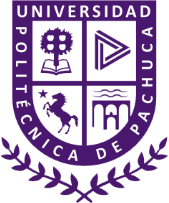 UNIVERSIDAD
POLITÉCNICA DE PACHUCA